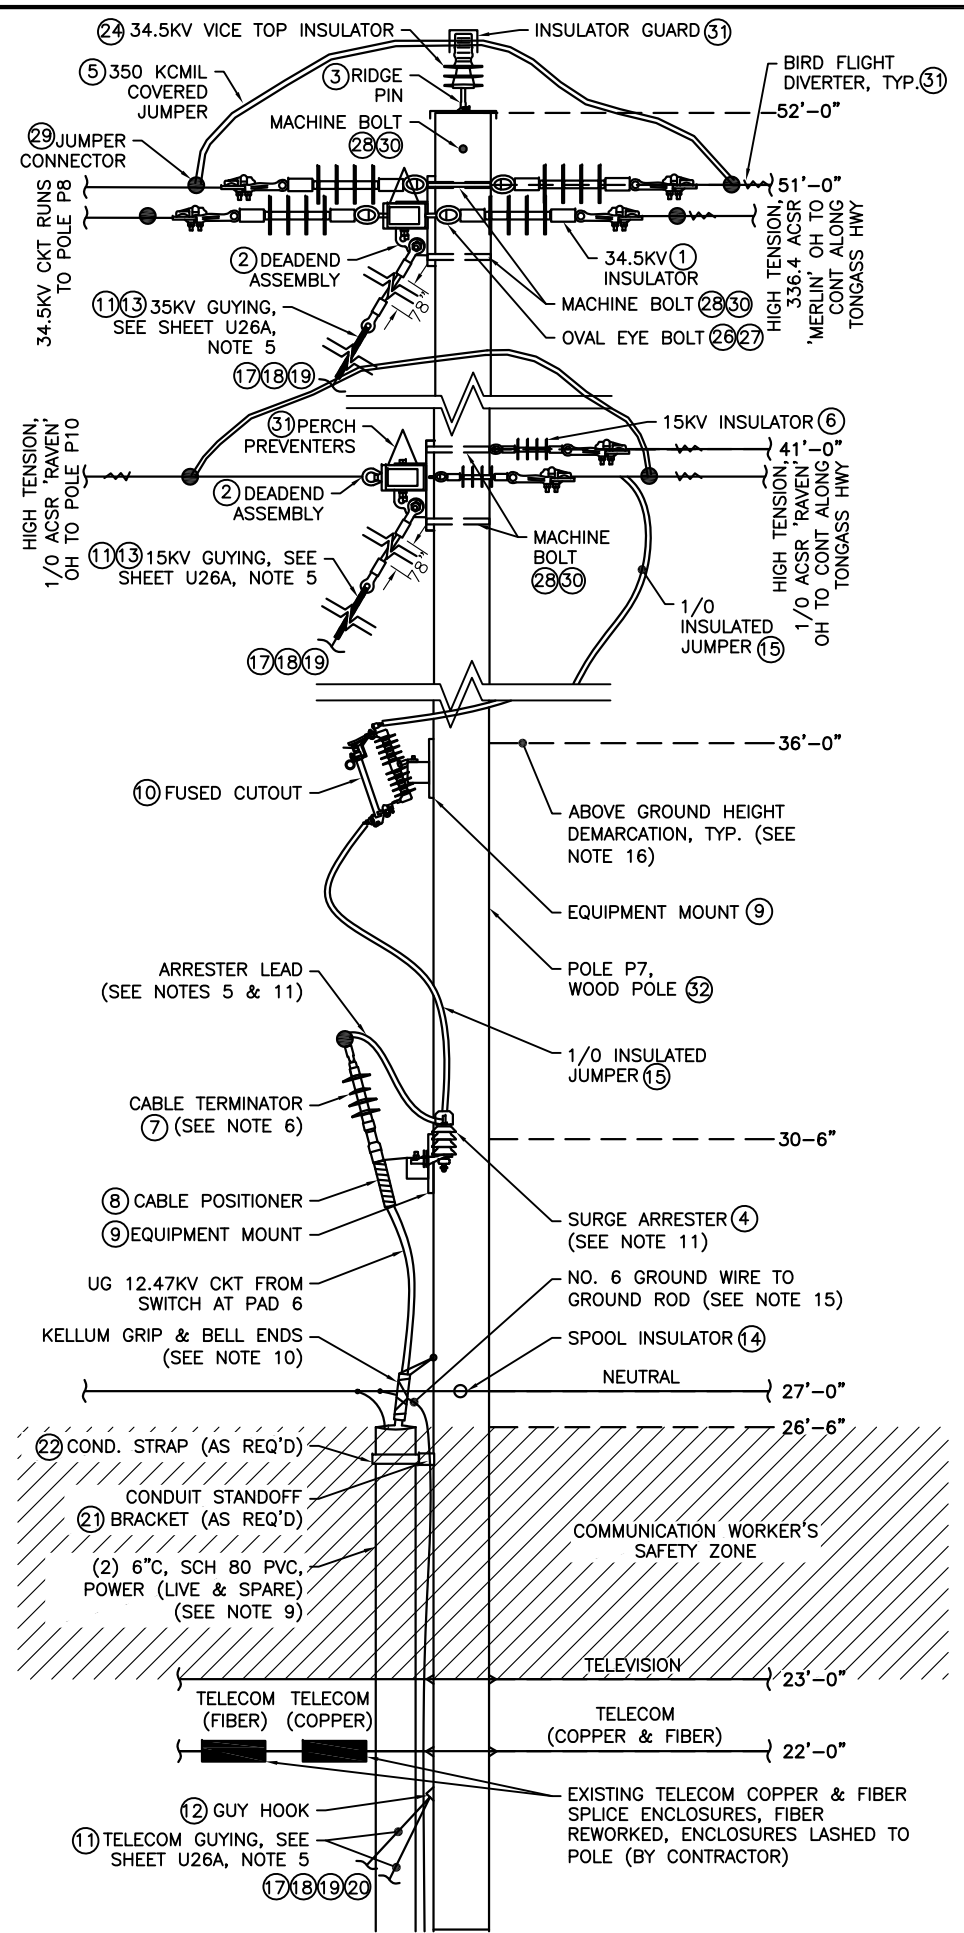 24 34.5KV VICE TOP INSULATOR
INSULATOR GUARD 31
5 350 KCMIL
COVERED
JUMPER
3 RIDGE
PIN
BIRD FLIGHT
DIVERTER, TYP. 31
52'-0"
MACHINE BOLT
28 30
29 JUMPER
CONNECTOR
51'-0"
34.5KV CKT RUNS
TO POLE P8
2 DEADEND
ASSEMBLY
34.5KV 1
INSULATOR
HIGH TENSION,
336.4 ACSR
'MERLIN' OH TO
CONT ALONG
TONGASS HWY
78"
11 13 35KV GUYING,
SEE SHEET U26A,
NOTE 5
MACHINE BOLT 28 30
OVAL EYE BOLT 26 27
17 18 19
31 PERCH
PREVENTERS
15KV INSULATOR 6
41'-0"
HIGH TENSION,
1/0 ACSR 'RAVEN'
OH TO POLE P10
2 DEADEND
ASSEMBLY
HIGH TENSION,
1/0 ACSR 'RAVEN'
OH TO CONT ALONG
TONGASS HWY
MACHINE
BOLT
28 30
78"
11 13 15KV GUYING, SEE
SHEET U26A, NOTE 5
1/0
INSULATED
JUMPER 15
17 18 19
36'-0"
10 FUSED CUTOUT
ABOVE GROUND HEIGHT
DEMARCATION, TYP. (SEE
NOTE 16)
EQUIPMENT MOUNT 9
ARRESTER LEAD
(SEE NOTES 5 & 11)
POLE P7,
WOOD POLE 32
1/0 INSULATED
JUMPER 15
CABLE TERMINATOR
7 (SEE NOTE 6)
30-6"
8 CABLE POSITIONER
9 EQUIPMENT MOUNT
SURGE ARRESTER 4
(SEE NOTE 11)
UG 12.47KV CKT FROM
SWITCH AT PAD 6
NO. 6 GROUND WIRE TO
GROUND ROD (SEE NOTE 15)
KELLUM GRIP & BELL ENDS
(SEE NOTE 10)
SPOOL INSULATOR 14
NEUTRAL
27'-0"
26'-6"
22 COND. STRAP (AS REQ'D)
CONDUIT STANDOFF
21 BRACKET (AS REQ'D)
COMMUNICATION WORKER'S
SAFETY ZONE
(2) 6"C, SCH 80 PVC,
POWER (LIVE & SPARE)
(SEE NOTE 9)
TELEVISION
23'-0"
TELECOM
(FIBER)
TELECOM
(COPPER)
TELECOM
(COPPER & FIBER)
22'-0"
12 GUY HOOK
EXISTING TELECOM COPPER & FIBER
SPLICE ENCLOSURES, FIBER
REWORKED, ENCLOSURES LASHED TO
POLE (BY CONTRACTOR)
11 TELECOM GUYING, SEE
SHEET U26A, NOTE 5
17 18 19 20